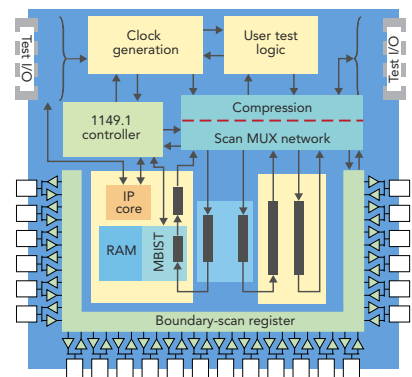 Test I/O
Clock
generation
User test
logic
Test I/O
1149.1
controller
Compression
Scan MUX network
IP
core
RAM
MBIST
Boundary-scan register